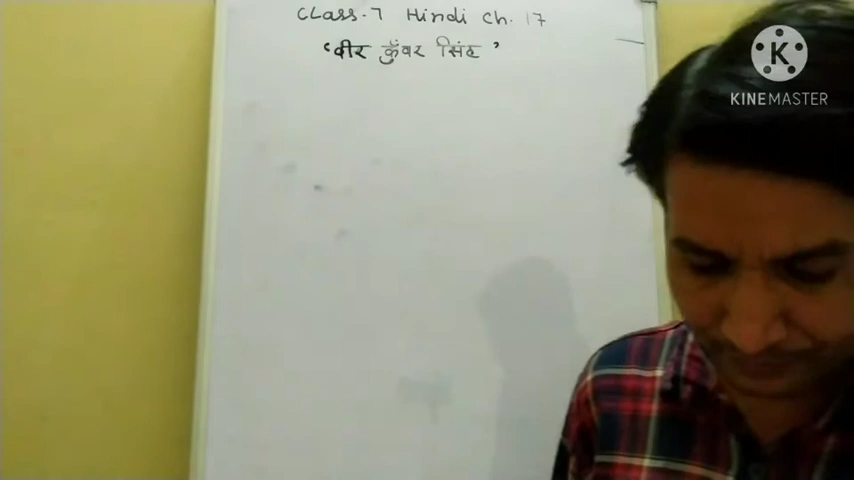 CLass-7 Hindi Ch. 17
'वीर कुँवर सिंह'
K
KINEMASTER